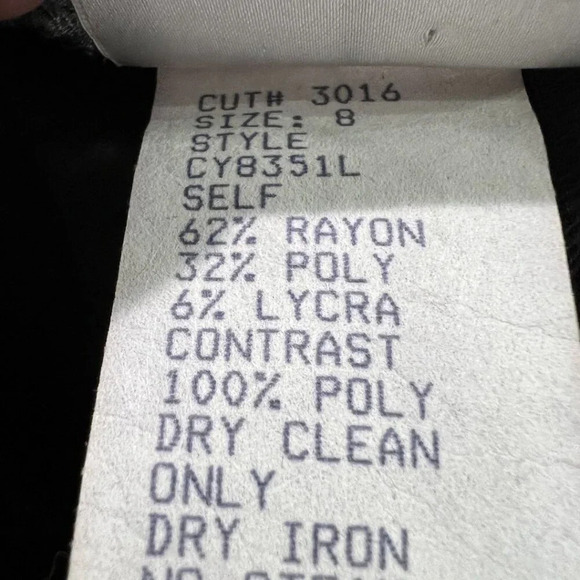 CUT# 3016
SIZE: 8
STYLE
CY8351L
SELF
62% RAYON
32% POLY
6% LYCRA
CONTRAST
100% POLY
DRY CLEAN
ONLY
DRY IRON
NO